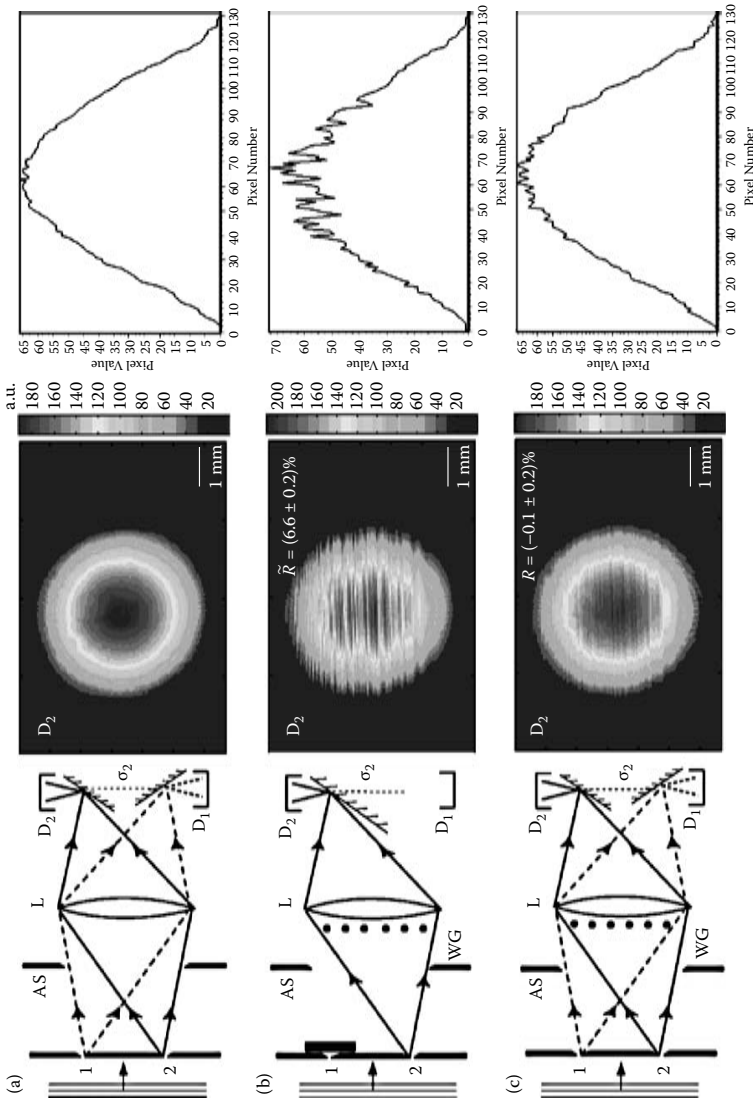 (a)
1
2
AS
L
D₂
D₁
σ₂
D₂
1 mm
a.u.
180
160
140
120
100
80
60
40
20
65
60
55
50
45
40
35
30
25
20
15
10
5
0
Pixel Value
0 10 20 30 40 50 60 70 80 90 100 110 120 130
Pixel Number
(b)
1
2
AS
WG
L
D₂
D₁
σ₂
D₂
R̃ = (6.6 ± 0.2)%
1 mm
200
180
160
140
120
100
80
60
40
20
70
60
50
40
30
20
10
0
Pixel Value
0 10 20 30 40 50 60 70 80 90 100 110 120 130
Pixel Number
(c)
1
2
AS
WG
L
D₂
D₁
σ₂
D₂
R = (−0.1 ± 0.2)%
1 mm
180
160
140
120
100
80
60
40
20
65
60
55
50
45
40
35
30
25
20
15
10
5
0
Pixel Value
0 10 20 30 40 50 60 70 80 90 100 110 120 130
Pixel Number